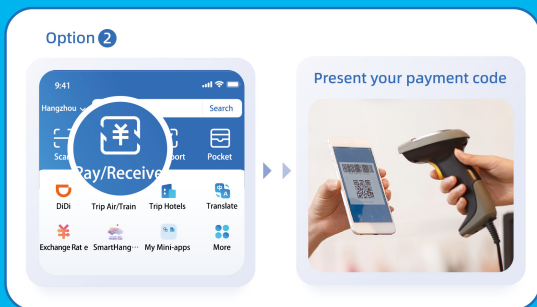 Option 2
9:41
Hangzhou
Search
Scan
Pay/Receive
port
Pocket
DiDi
Trip Air/Train
Trip Hotels
Translate
Exchange Rat e
SmartHang···
My Mini-apps
More
Present your payment code